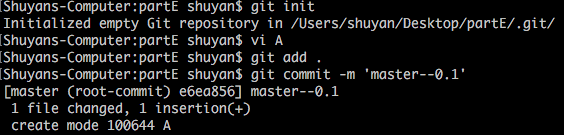 [Shuyans-Computer:partE shuyan$ git init
Initialized empty Git repository in /Users/shuyan/Desktop/partE/.git/
[Shuyans-Computer:partE shuyan$ vi A
[Shuyans-Computer:partE shuyan$ git add .
[Shuyans-Computer:partE shuyan$ git commit -m 'master--0.1'
[master (root-commit) e6ea856] master--0.1
1 file changed, 1 insertion(+)
create mode 100644 A